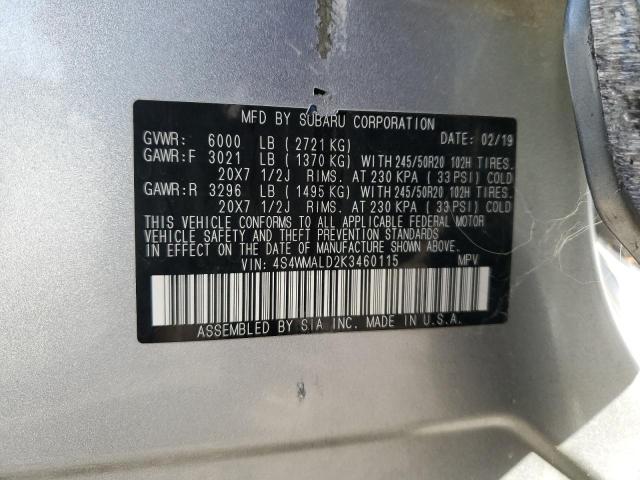 MFD BY SUBARU CORPORATION
GVWR: 6000 LB ( 2721 KG) DATE: 02/19
GAWR:F 3021 LB ( 1370 KG) WITH 245/50R20 102H TIRES.
20X7 1/2J RIMS. AT 230 KPA ( 33 PSI) COLD
GAWR:R 3296 LB ( 1495 KG) WITH 245/50R20 102H TIRES.
20X7 1/2J RIMS. AT 230 KPA ( 33 PSI) COLD
THIS VEHICLE CONFORMS TO ALL APPLICABLE FEDERAL MOTOR
VEHICLE SAFETY AND THEFT PREVENTION STANDARDS
IN EFFECT ON THE DATE OF MANUFACTURE SHOWN ABOVE.
VIN: 4S4WMALD2K3460115 MPV
ASSEMBLED BY SIA INC. MADE IN U.S.A.